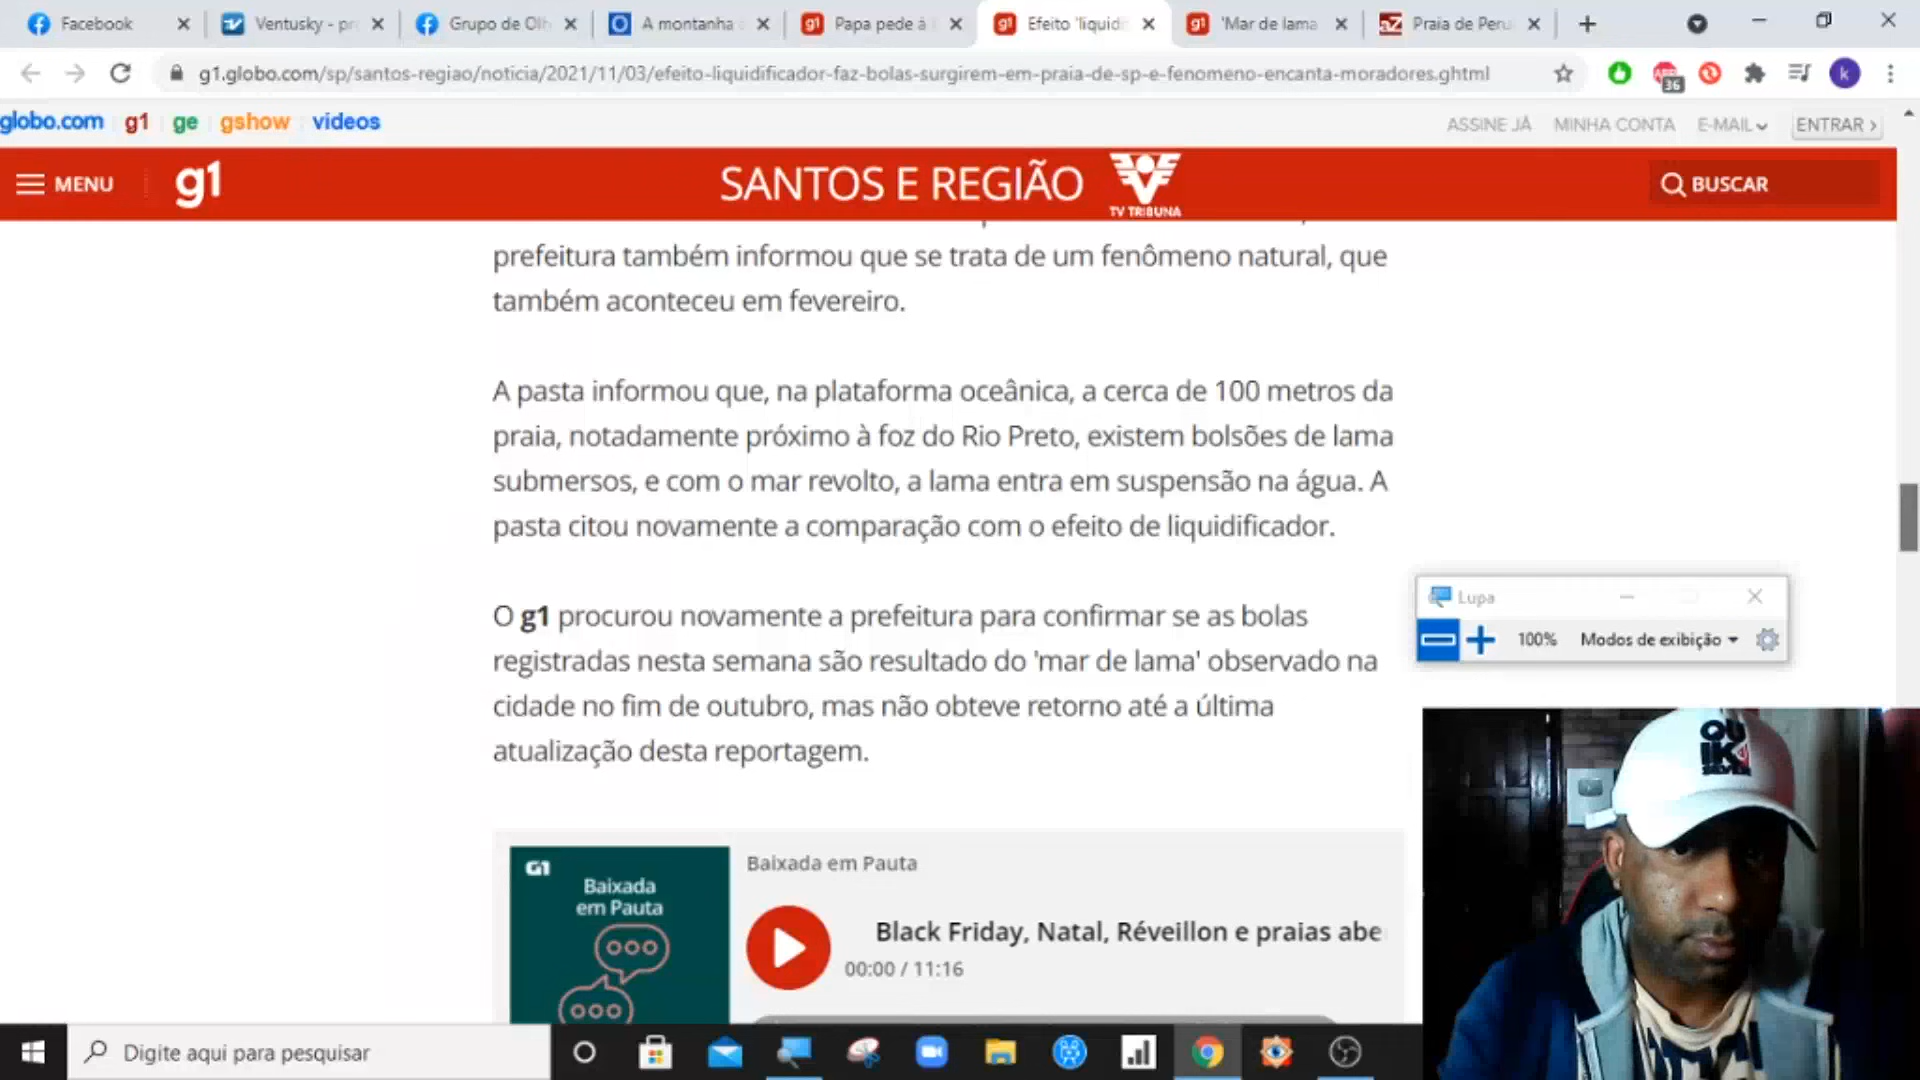 Facebook
Ventusky - pr
Grupo de Olh
A montanha
Papa pede à
Efeito 'liquidi
'Mar de lama
Praia de Peru
g1.globo.com/sp/santos-regiao/noticia/2021/11/03/efeito-liquidificador-faz-bolas-surgirem-em-praia-de-sp-e-fenomeno-encanta-moradores.ghtml
36
k
globo.com g1 ge gshow videos
ASSINE JÁ MINHA CONTA E-MAIL ENTRAR
MENU g1
SANTOS E REGIÃO
TV TRIBUNA
BUSCAR
prefeitura também informou que se trata de um fenômeno natural, que
também aconteceu em fevereiro.
A pasta informou que, na plataforma oceânica, a cerca de 100 metros da
praia, notadamente próximo à foz do Rio Preto, existem bolsões de lama
submersos, e com o mar revolto, a lama entra em suspensão na água. A
pasta citou novamente a comparação com o efeito de liquidificador.
O g1 procurou novamente a prefeitura para confirmar se as bolas
registradas nesta semana são resultado do 'mar de lama' observado na
cidade no fim de outubro, mas não obteve retorno até a última
atualização desta reportagem.
Lupa
100% Modos de exibição
QUIK
SILVER
G1
Baixada
em Pauta
Baixada em Pauta
Black Friday, Natal, Réveillon e praias abe
00:00 / 11:16
Digite aqui para pesquisar